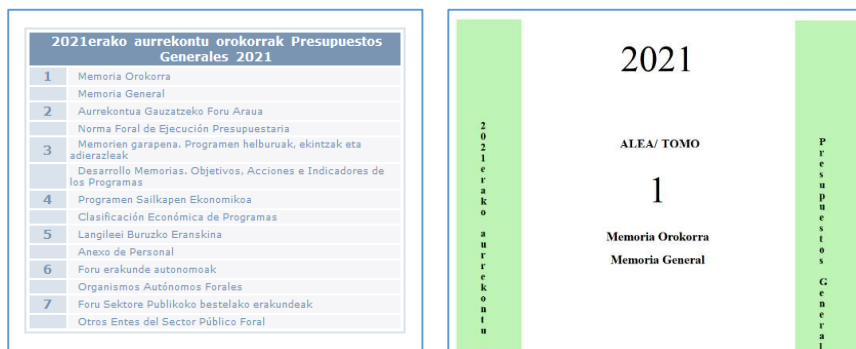 2021erako aurrekontu orokorrak Presupuestos
Generales 2021
1 Memoria Orokorra
Memoria General
2 Aurrekontua Gauzatzeko Foru Araua
Norma Foral de Ejecución Presupuestaria
3 Memorien garapena. Programen helburuak, ekintzak eta
adierazleak
Desarrollo Memorias. Objetivos, Acciones e Indicadores de
los Programas
4 Programen Sailkapen Ekonomikoa
Clasificación Económica de Programas
5 Langileei Buruzko Eranskina
Anexo de Personal
6 Foru erakunde autonomoak
Organismos Autónomos Forales
7 Foru Sektore Publikoko bestelako erakundeak
Otros Entes del Sector Público Foral
2021erako aurrekontu
2021
ALEA/ TOMO
1
Memoria Orokorra
Memoria General
Presupuestos General